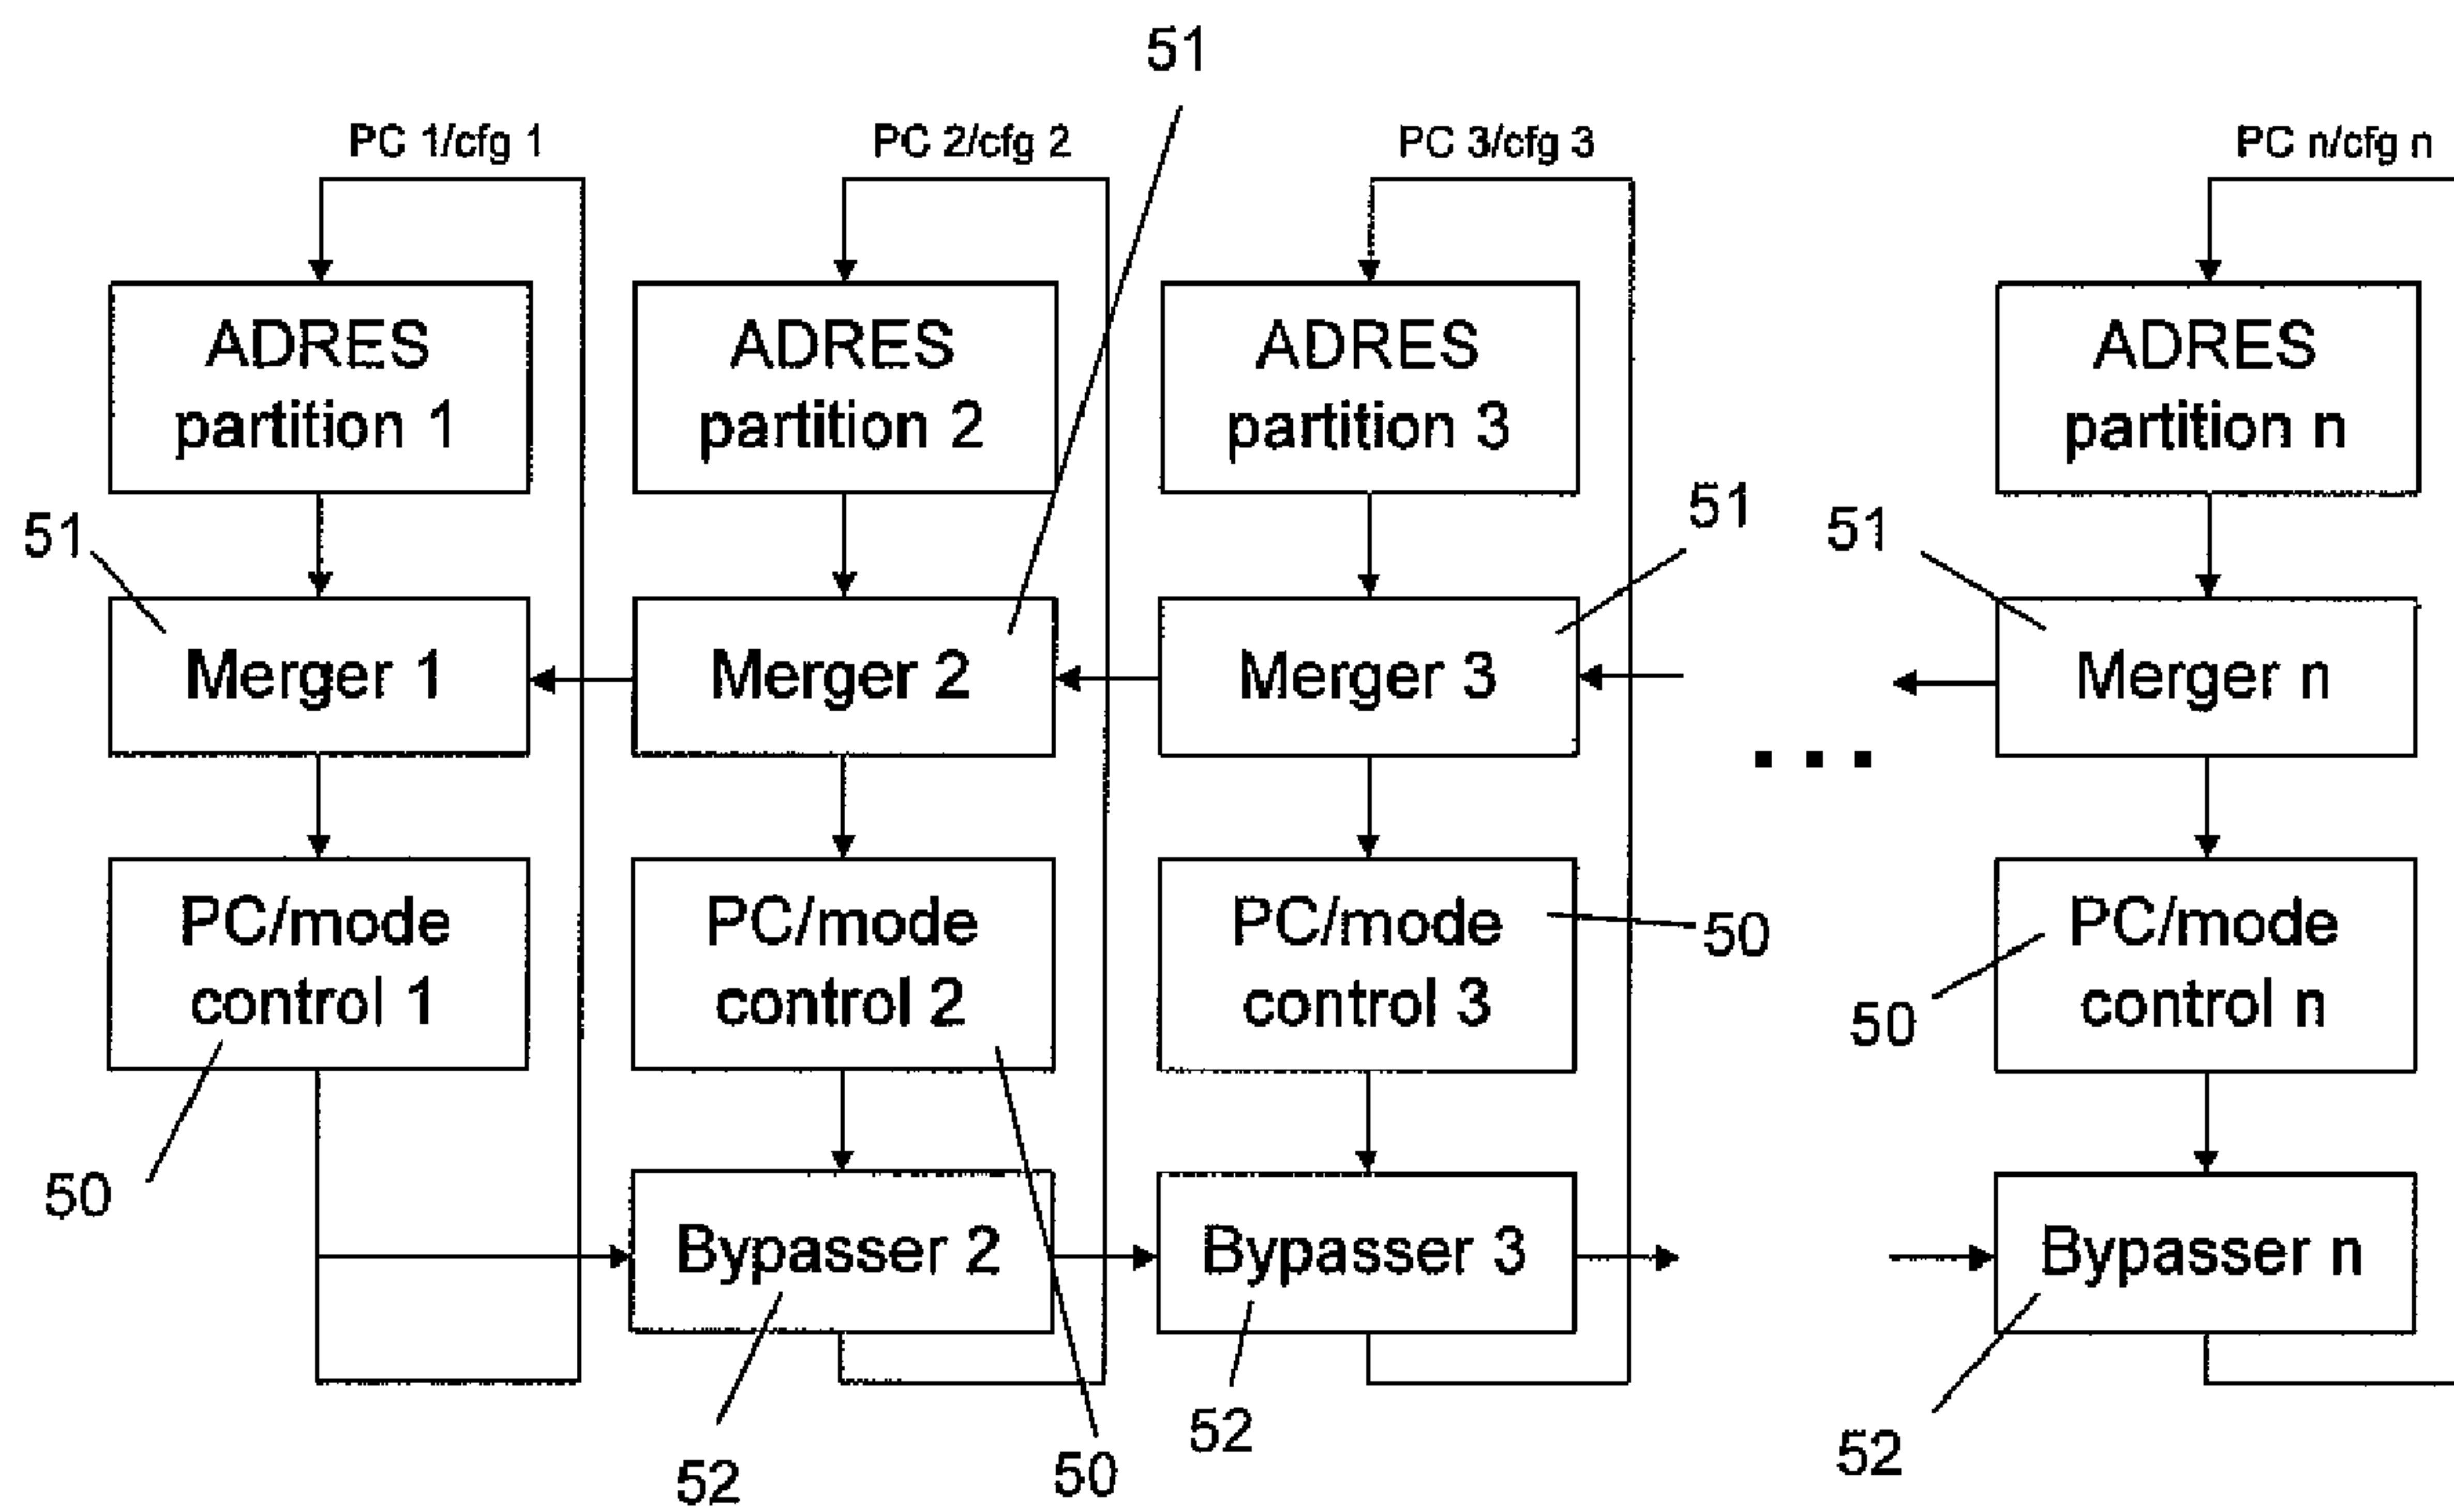 51
PC 1/cfg 1
PC 2/cfg 2
PC 3/cfg 3
PC n/cfg n
ADRES
partition 1
ADRES
partition 2
ADRES
partition 3
ADRES
partition n
51
51
51
Merger 1
Merger 2
Merger 3
...
Merger n
PC/mode
control 1
PC/mode
control 2
PC/mode
control 3
50
PC/mode
control n
50
50
Bypasser 2
Bypasser 3
Bypasser n
52
50
52
52